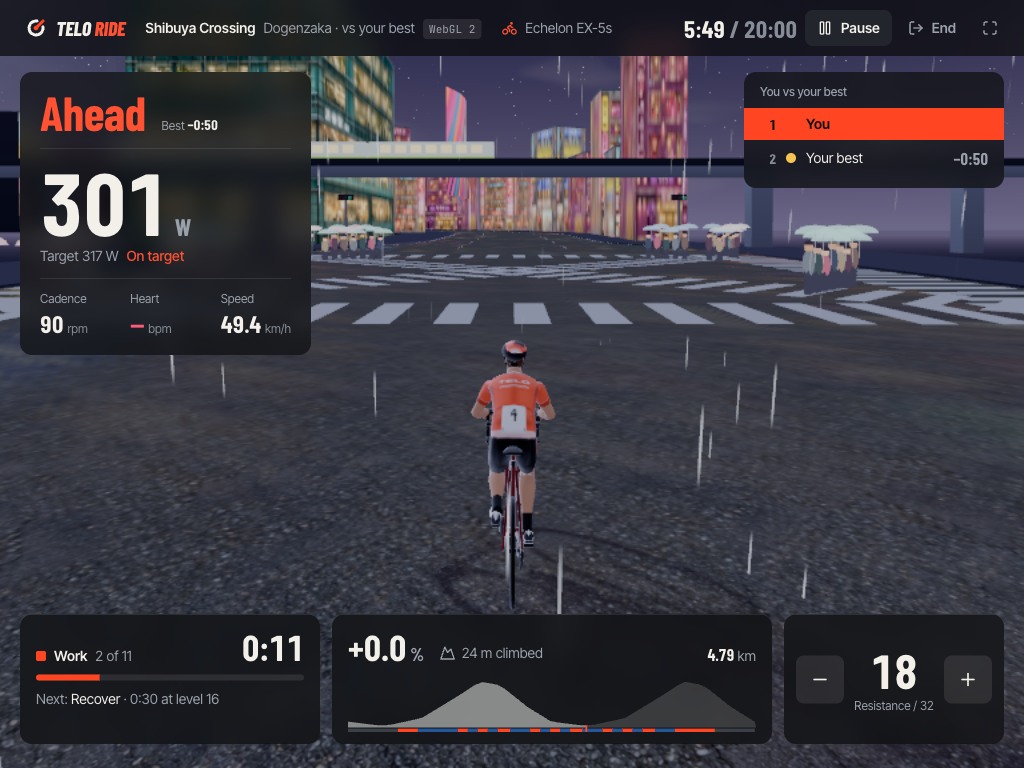 TELO RIDE Shibuya Crossing Dogenzaka · vs your best WebGL 2 Echelon EX-5s 5:49 / 20:00 Pause End
Ahead Best −0:50
301 W
Target 317 W On target
Cadence Heart Speed
90 rpm — bpm 49.4 km/h
You vs your best
1 You
2 Your best −0:50
TELO
Work 2 of 11 0:11
Next: Recover · 0:30 at level 16
+0.0 % 24 m climbed 4.79 km
− 18 +
Resistance / 32